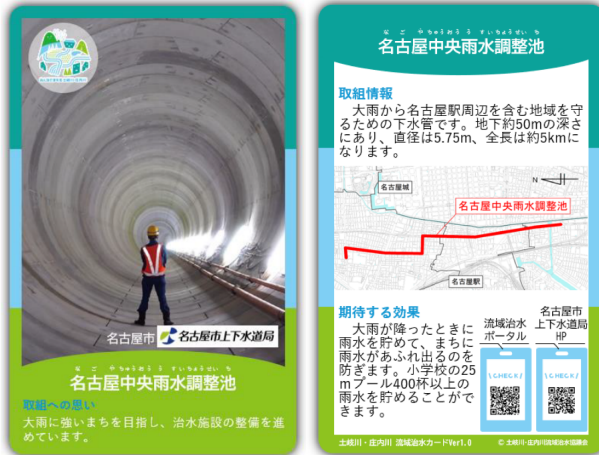 名古屋市 名古屋市上下水道局
なごやちゅうおううすいちょうせいち
名古屋中央雨水調整池
取組への思い
大雨に強いまちを目指し、治水施設の整備を進
めています。
なごやちゅうおううすいちょうせいち
名古屋中央雨水調整池
取組情報
大雨から名古屋駅周辺を含む地域を守
るための下水管です。地下約50mの深さ
にあり、直径は5.75m、全長は約5kmに
なります。
N
名古屋城
名古屋中央雨水調整池
名古屋駅
期待する効果
大雨が降ったときに
雨水を貯めて、まちに
雨水があふれ出るのを
防ぎます。小学校の25
mプール400杯以上の
雨水を貯めることがで
きます。
流域治水
ポータル
CHECK!
名古屋市
上下水道局
HP
CHECK!
土岐川・庄内川 流域治水カードVer1.0
© 土岐川・庄内川流域治水協議会